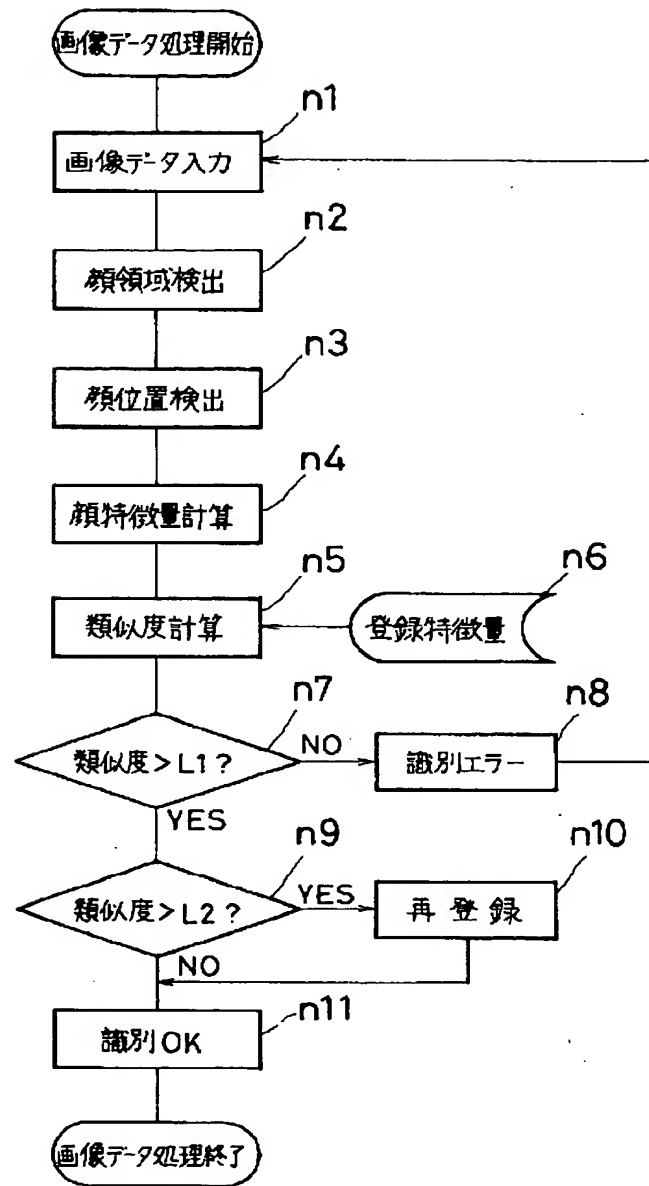 画像データ処理開始
n1
画像データ入力
n2
顔領域検出
n3
顔位置検出
n4
顔特徴量計算
n5
類似度計算
n6
登録特徴量
n7
類似度>L1?
NO
n8
識別エラー
YES
n9
類似度>L2?
YES
n10
再登録
NO
n11
識別OK
画像データ処理終了